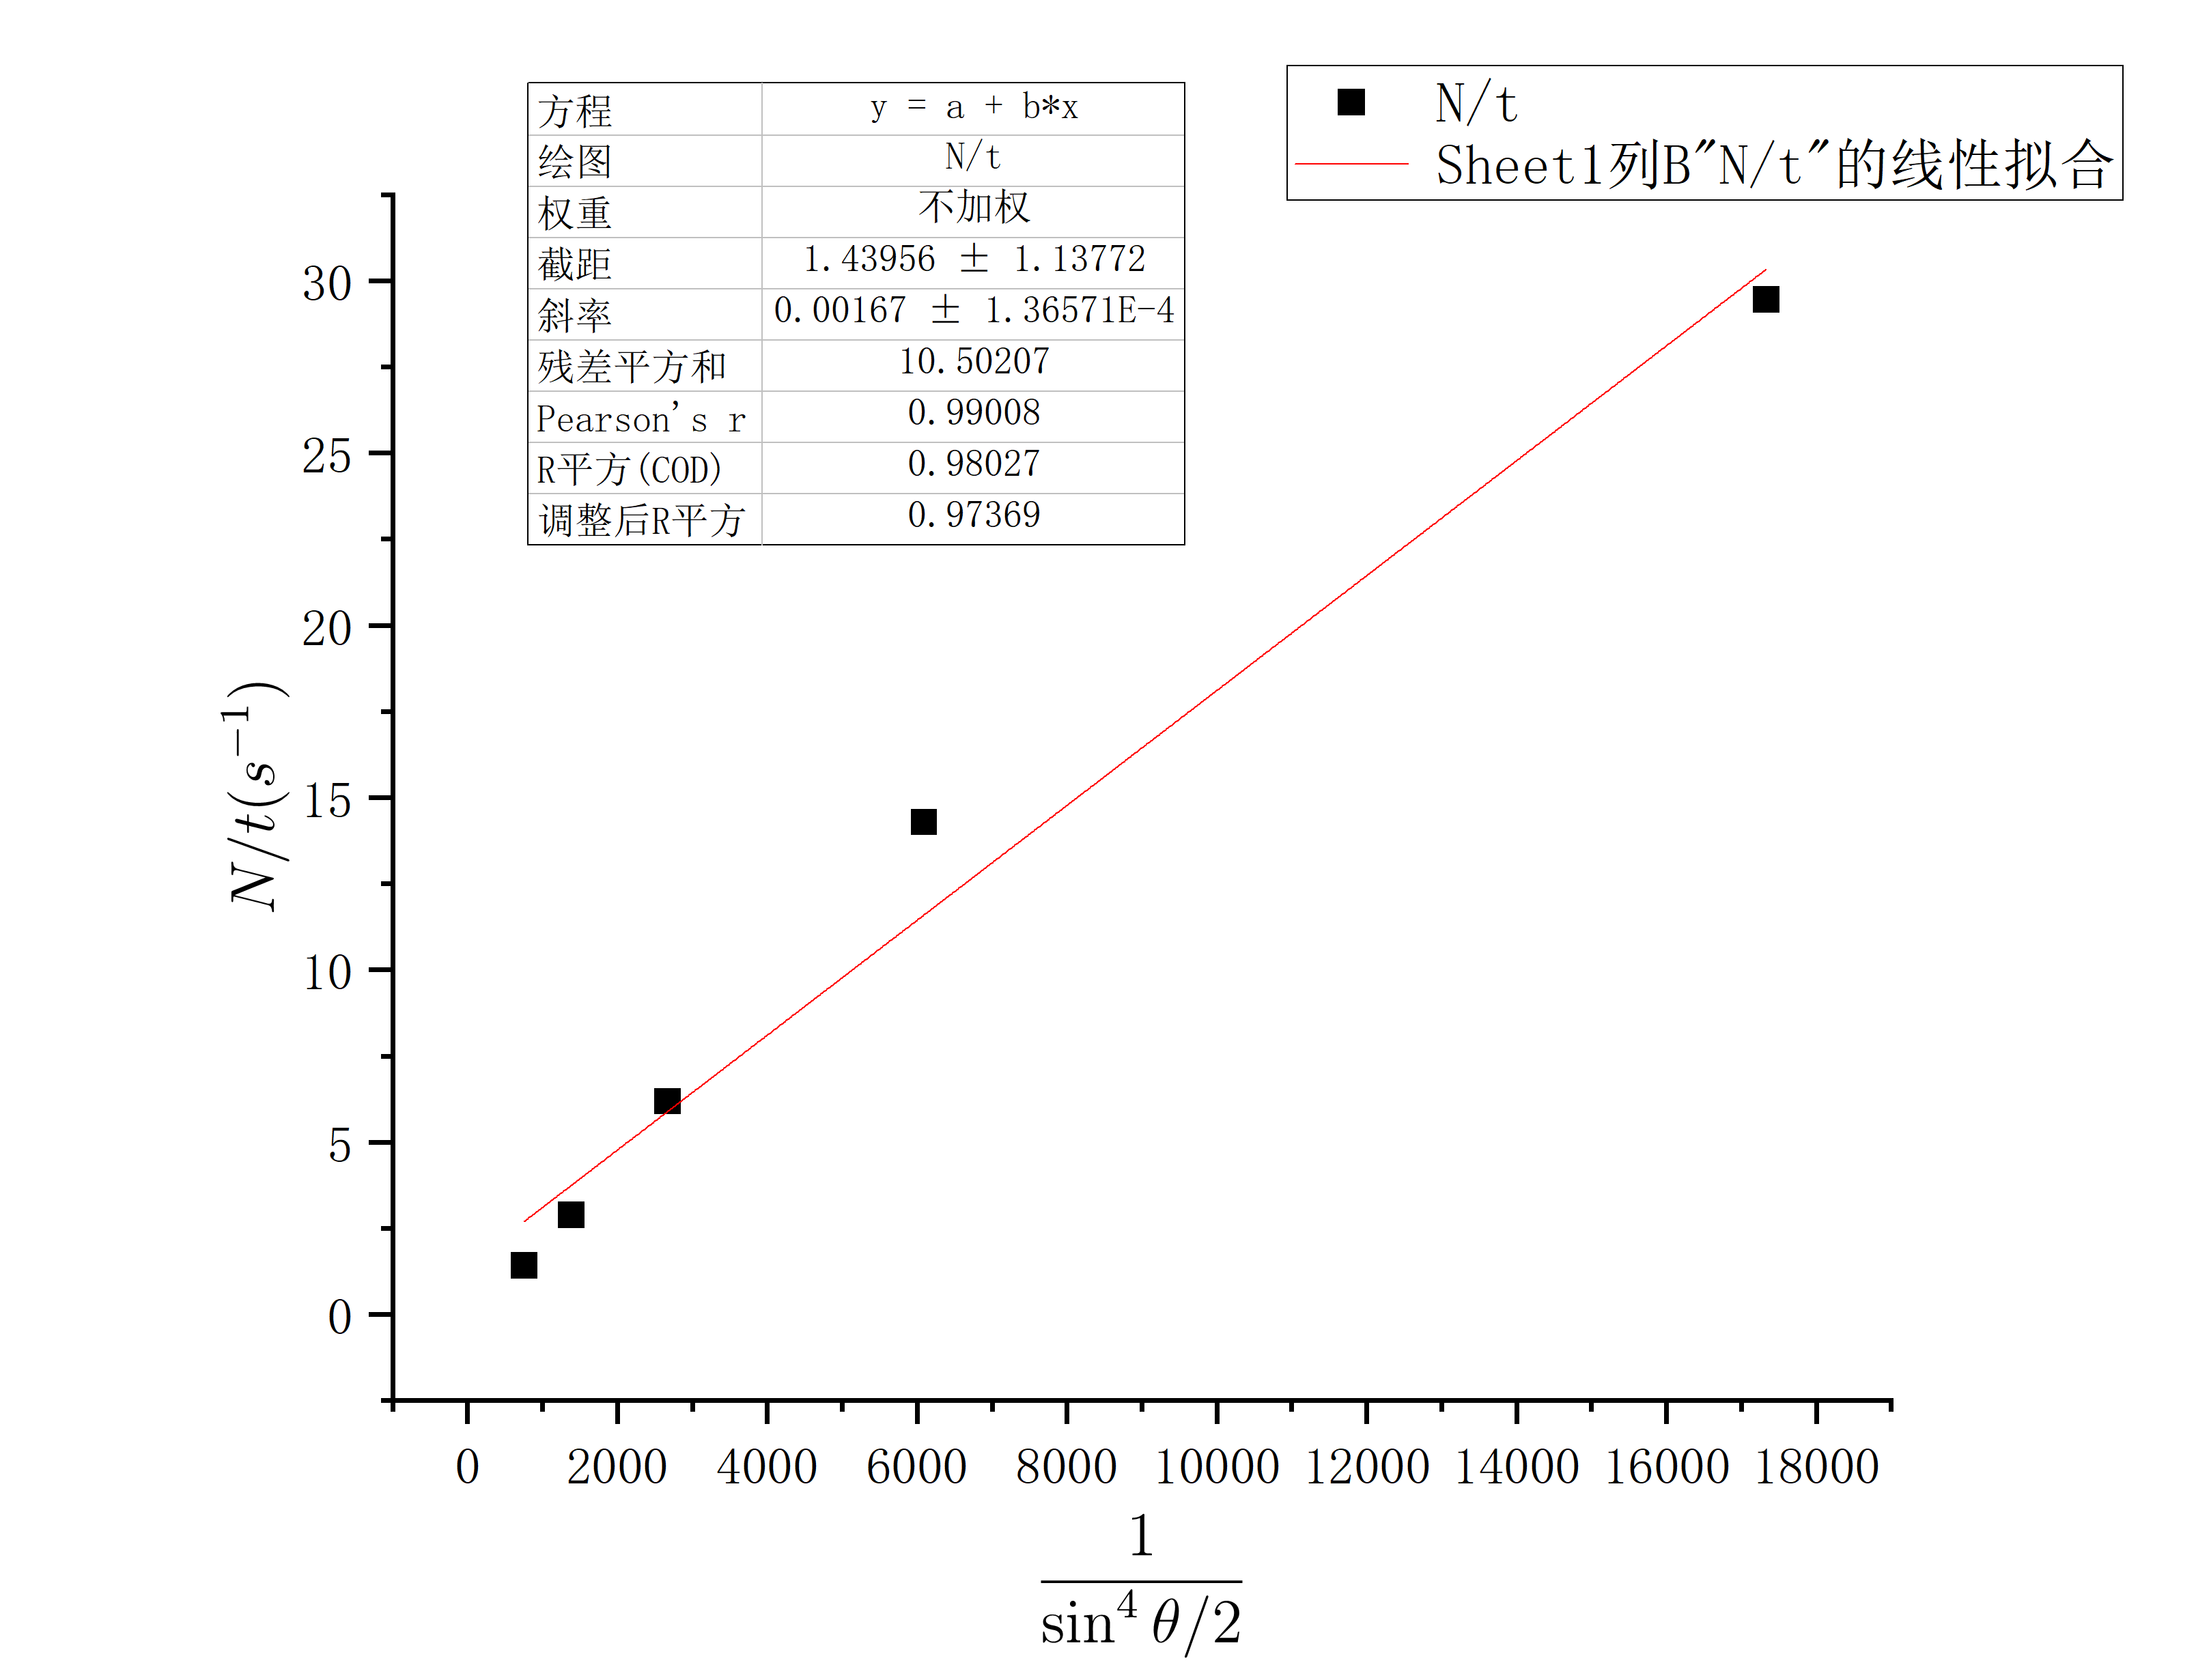 方程 y = a + b*x
绘图 N/t
权重 不加权
截距 1.43956 ± 1.13772
斜率 0.00167 ± 1.36571E-4
残差平方和 10.50207
Pearson's r 0.99008
R平方(COD) 0.98027
调整后R平方 0.97369
N/t
Sheet1列B"N/t"的线性拟合
30
25
20
15
10
5
0
N/t(s⁻¹)
0 2000 4000 6000 8000 10000 12000 14000 16000 18000
1
sin⁴ θ/2